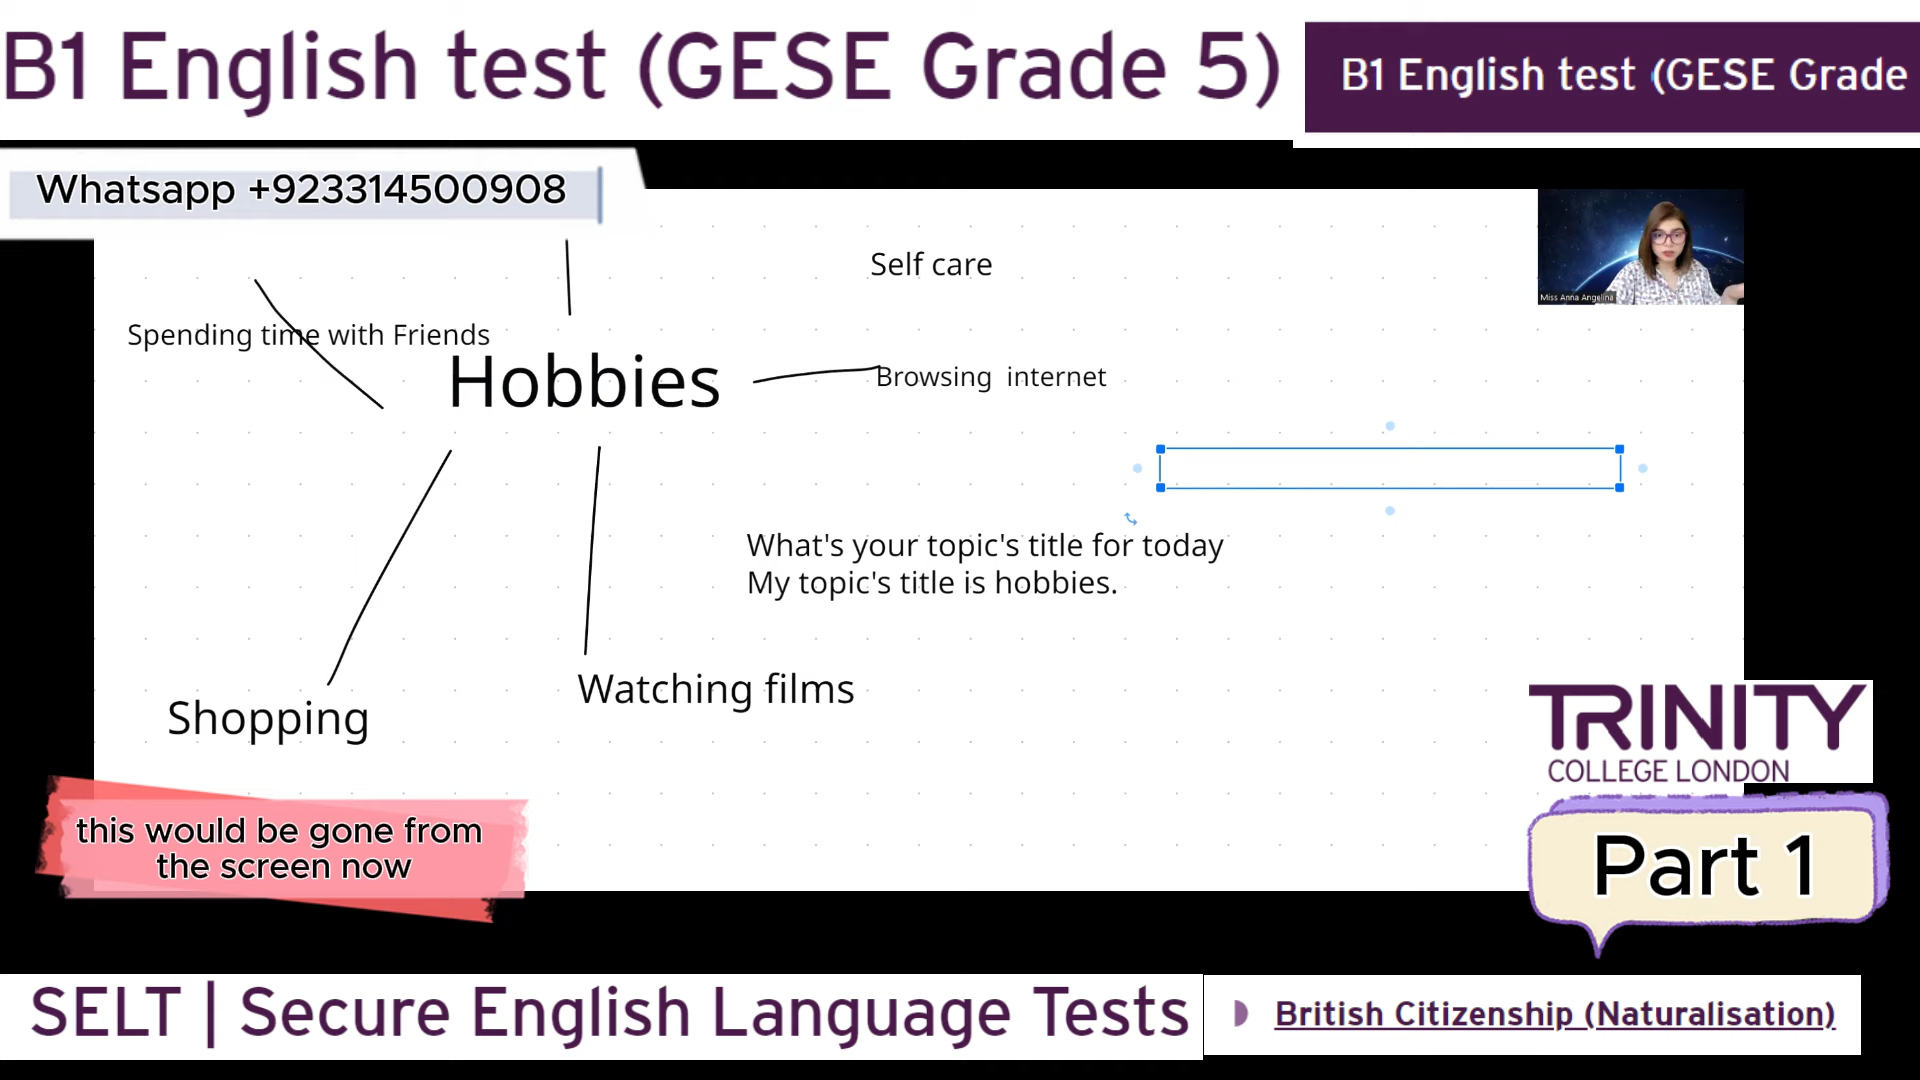 B1 English test (GESE Grade 5)
B1 English test (GESE Grade
Whatsapp +923314500908
Self care
Miss Anna Angelina
Spending time with Friends
Hobbies
Browsing internet
What's your topic's title for today
My topic's title is hobbies.
Watching films
Shopping
TRINITY
COLLEGE LONDON
this would be gone from
the screen now
Part 1
SELT | Secure English Language Tests
British Citizenship (Naturalisation)